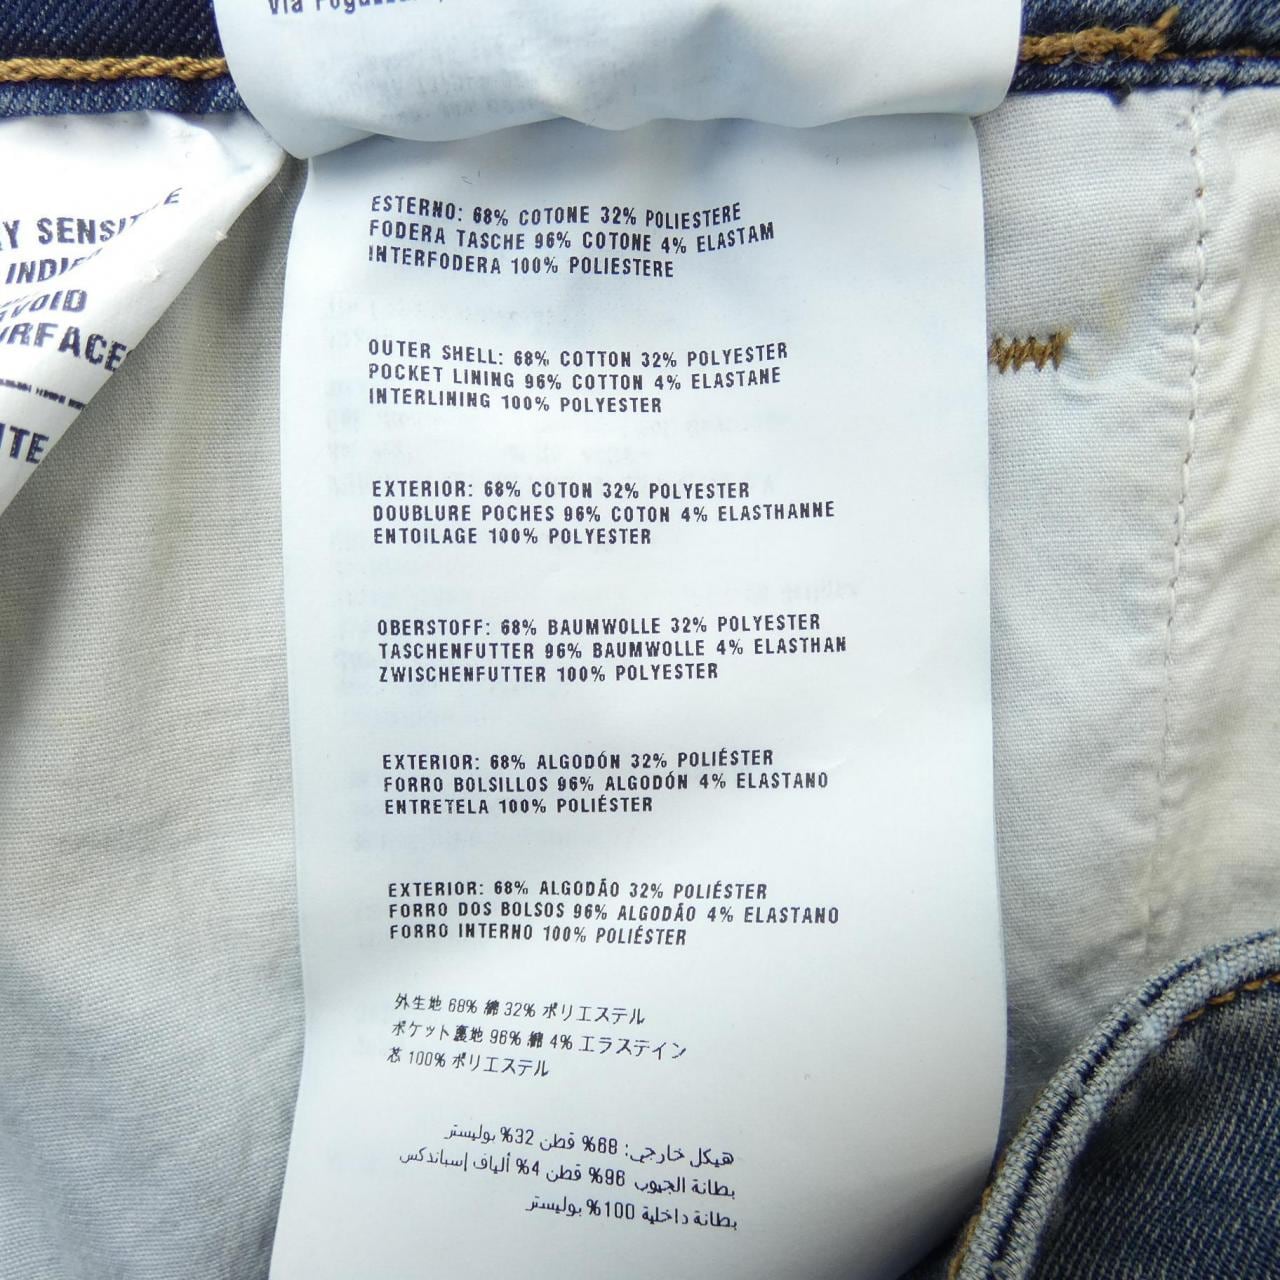 Via
SENSITIVE
AVOID
ESTERNO: 68% COTONE 32% POLIESTERE
FODERA TASCHE 96% COTONE 4% ELASTAM
INTERFODERA 100% POLIESTERE
OUTER SHELL: 68% COTTON 32% POLYESTER
POCKET LINING 96% COTTON 4% ELASTANE
INTERLINING 100% POLYESTER
EXTERIOR: 68% COTON 32% POLYESTER
DOUBLURE POCHES 96% COTON 4% ELASTHANNE
ENTOILAGE 100% POLYESTER
OBERSTOFF: 68% BAUMWOLLE 32% POLYESTER
TASCHENFUTTER 96% BAUMWOLLE 4% ELASTHAN
ZWISCHENFUTTER 100% POLYESTER
EXTERIOR: 68% ALGODÓN 32% POLIÉSTER
FORRO BOLSILLOS 96% ALGODÓN 4% ELASTANO
ENTRETELA 100% POLIÉSTER
EXTERIOR: 68% ALGODÃO 32% POLIÉSTER
FORRO DOS BOLSOS 96% ALGODÃO 4% ELASTANO
FORRO INTERNO 100% POLIÉSTER
外生地 68% 綿 32% ポリエステル
ポケット裏地 96% 綿 4% エラステイン
芯 100% ポリエステル
هيكل خارجي: 68% قطن 32% بوليستر
بطانة الجيوب 96% قطن 4% ألياف إسباندكس
بطانة داخلية 100% بوليستر